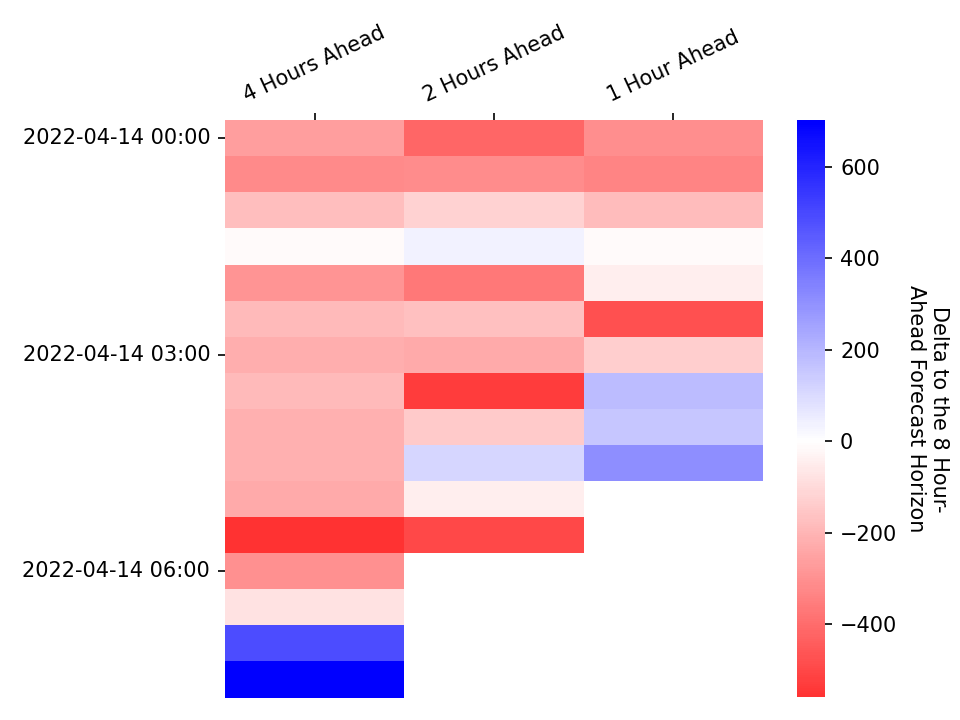 4 Hours Ahead
2 Hours Ahead
1 Hour Ahead
2022-04-14 00:00
2022-04-14 03:00
2022-04-14 06:00
600
400
200
0
−200
−400
Delta to the 8 Hour-
Ahead Forecast Horizon